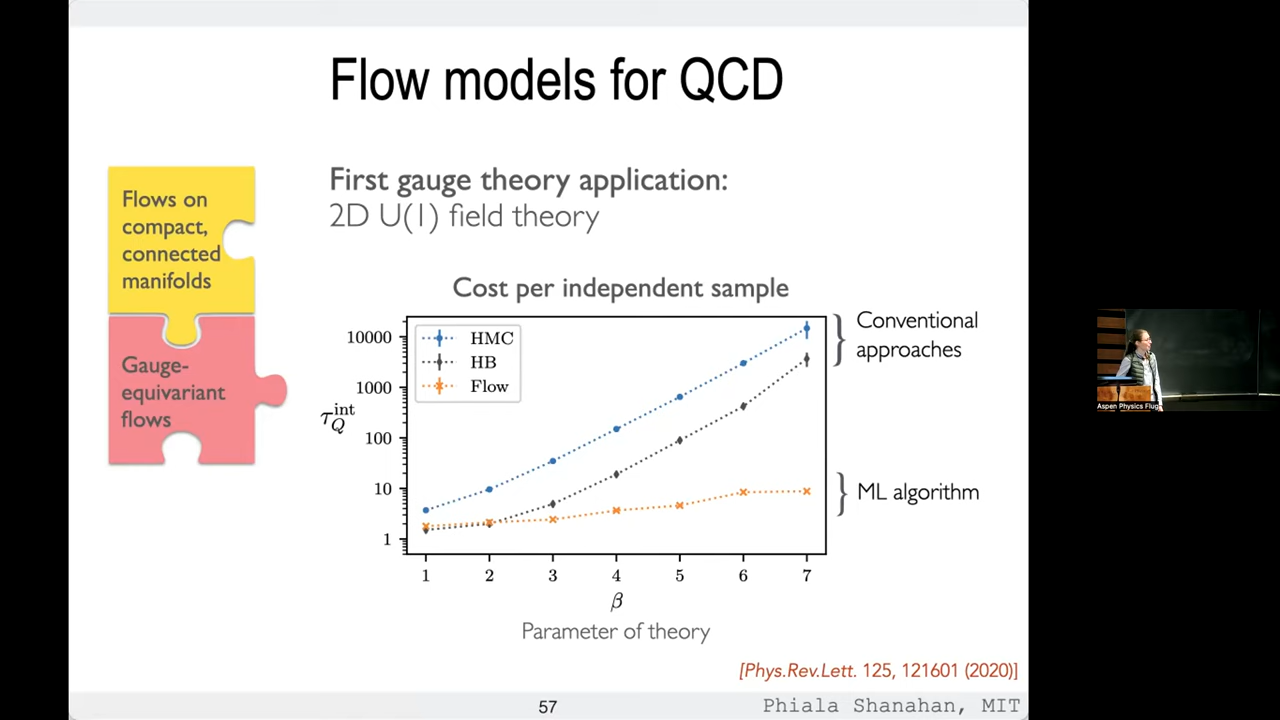 Flow models for QCD
Flows on
compact,
connected
manifolds
Gauge-
equivariant
flows
First gauge theory application:
2D U(1) field theory
Cost per independent sample
HMC
HB
Flow
10000
1000
100
10
1
τ_Q^int
1 2 3 4 5 6 7
β
Parameter of theory
Conventional
approaches
ML algorithm
[Phys.Rev.Lett. 125, 121601 (2020)]
57
Phiala Shanahan, MIT
Aspen Physics Flug